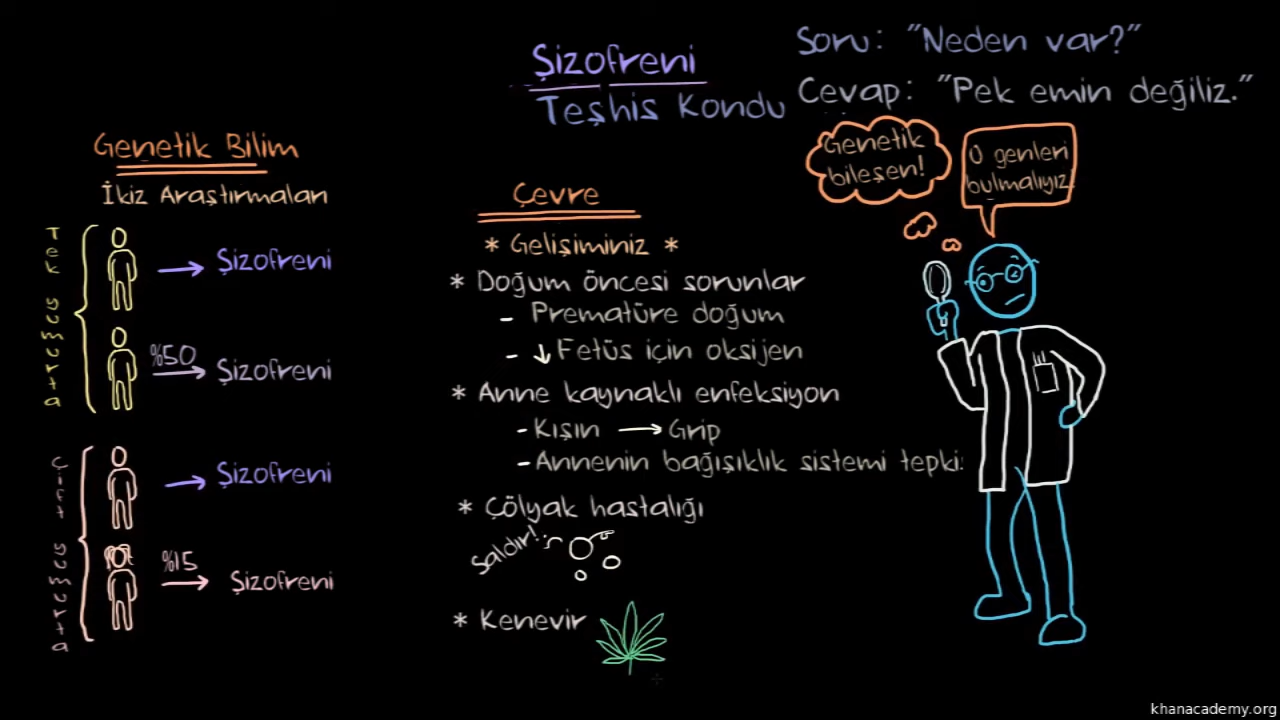 Şizofreni
Teşhis Kondu
Soru: "Neden var?"
Cevap: "Pek emin değiliz."
Genetik Bilim
İkiz Araştırmaları
Tek yumurta
Şizofreni
%50
Şizofreni
Çift yumurta
Şizofreni
%15
Şizofreni
Çevre
* Gelişiminiz *
* Doğum öncesi sorunlar
- Prematüre doğum
- ↓ Fetüs için oksijen
* Anne kaynaklı enfeksiyon
- Kışın → Grip
- Annenin bağışıklık sistemi tepki:
* Çölyak hastalığı
Saldır!
* Kenevir
Genetik
bileşen!
O genleri
bulmalıyız.
khanacademy.org